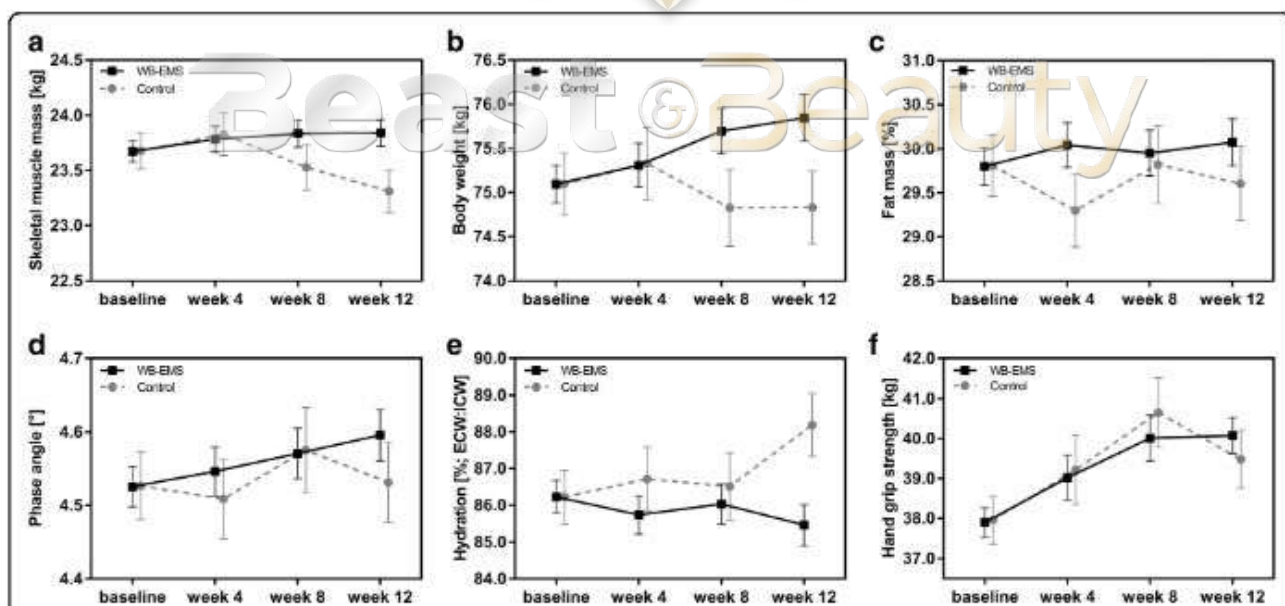 Beast & Beauty
a
Skeletal muscle mass [kg]
24.5
24.0
23.5
23.0
22.5
WB-EMS
Control
baseline week 4 week 8 week 12
b
Body weight [kg]
76.5
76.0
75.5
75.0
74.5
74.0
WB-EMS
Control
baseline week 4 week 8 week 12
c
Fat mass [%]
31.0
30.5
30.0
29.5
29.0
28.5
WB-EMS
Control
baseline week 4 week 8 week 12
d
Phase angle [°]
4.7
4.6
4.5
4.4
WB-EMS
Control
baseline week 4 week 8 week 12
e
Hydration [%; ECW:ICW]
90.0
89.0
88.0
87.0
86.0
85.0
84.0
WB-EMS
Control
baseline week 4 week 8 week 12
f
Hand grip strength [kg]
42.0
41.0
40.0
39.0
38.0
37.0
WB-EMS
Control
baseline week 4 week 8 week 12